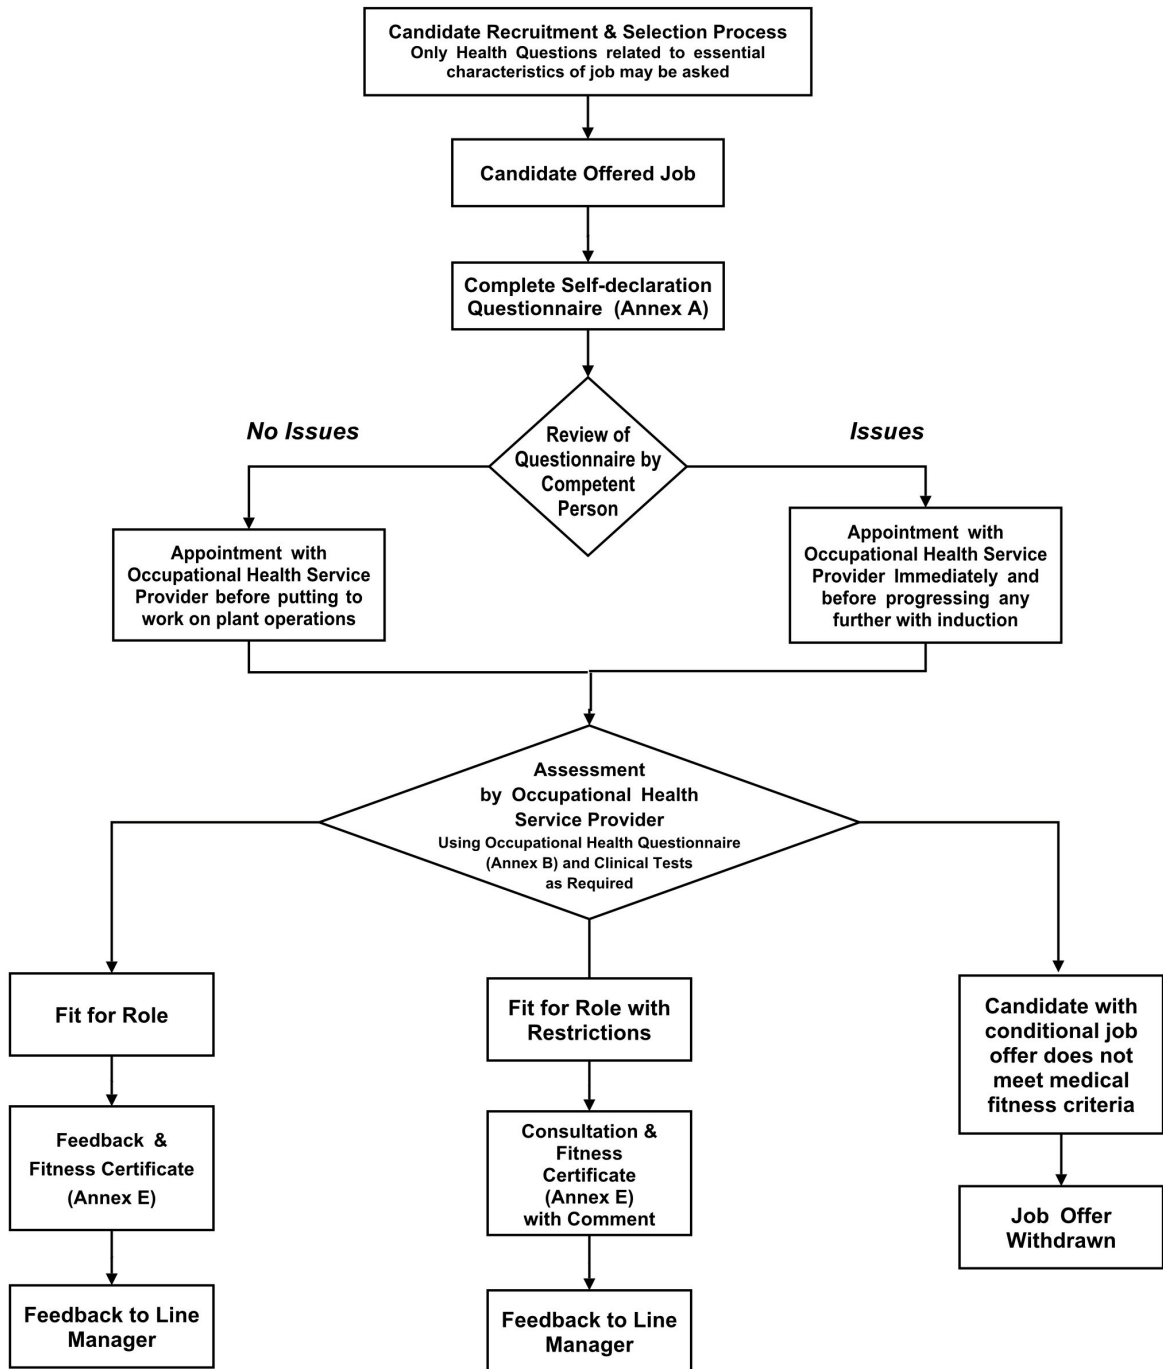 Candidate Recruitment & Selection Process
Only Health Questions related to essential
characteristics of job may be asked
Candidate Offered Job
Complete Self-declaration
Questionnaire (Annex A)
Review of
Questionnaire by
Competent
Person
No Issues
Issues
Appointment with
Occupational Health Service
Provider before putting to
work on plant operations
Appointment with
Occupational Health Service
Provider Immediately and
before progressing any
further with induction
Assessment
by Occupational Health
Service Provider
Using Occupational Health Questionnaire
(Annex B) and Clinical Tests
as Required
Fit for Role
Feedback &
Fitness Certificate
(Annex E)
Feedback to Line
Manager
Fit for Role with
Restrictions
Consultation &
Fitness
Certificate
(Annex E)
with Comment
Feedback to Line
Manager
Candidate with
conditional job
offer does not
meet medical
fitness criteria
Job Offer
Withdrawn